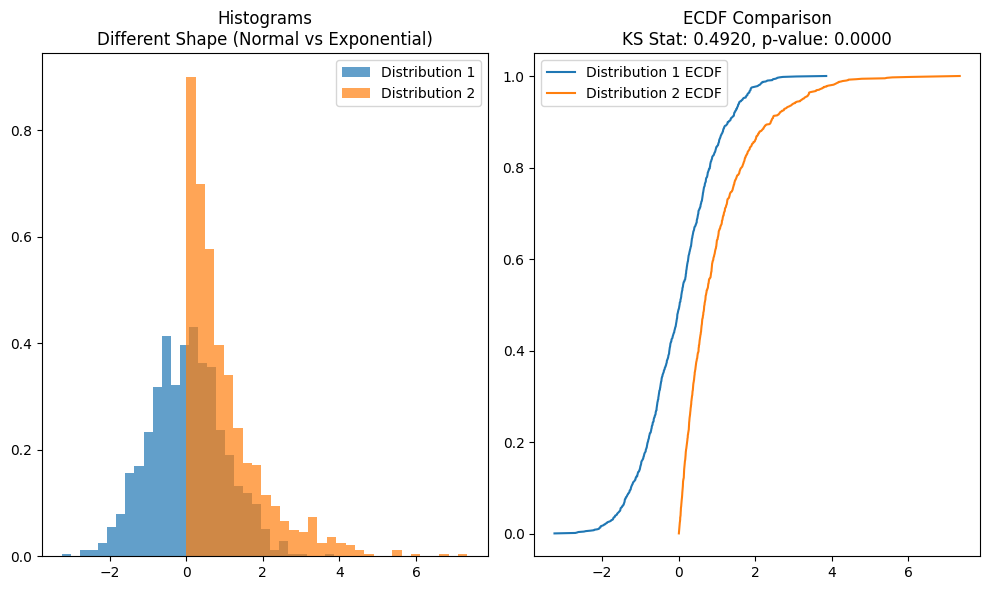 Histograms
Different Shape (Normal vs Exponential)
Distribution 1
Distribution 2
0.8
0.6
0.4
0.2
0.0
−2
0
2
4
6
ECDF Comparison
KS Stat: 0.4920, p-value: 0.0000
Distribution 1 ECDF
Distribution 2 ECDF
1.0
0.8
0.6
0.4
0.2
0.0
−2
0
2
4
6